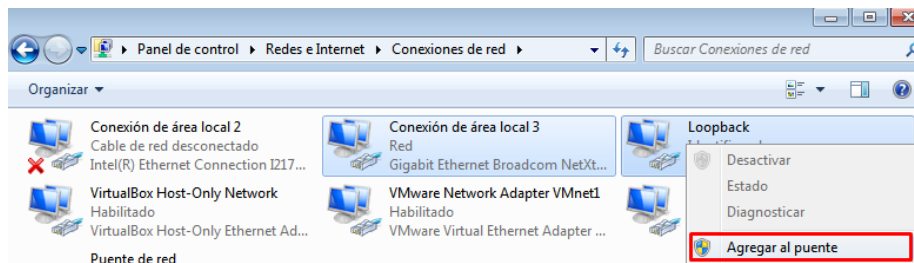 Panel de control ▸ Redes e Internet ▸ Conexiones de red ▸
Buscar Conexiones de red
Organizar
Conexión de área local 2
Cable de red desconectado
Intel(R) Ethernet Connection I217...
Conexión de área local 3
Red
Gigabit Ethernet Broadcom NetXt...
Loopback
VirtualBox Host-Only Network
Habilitado
VirtualBox Host-Only Ethernet Ad...
VMware Network Adapter VMnet1
Habilitado
VMware Virtual Ethernet Adapter ...
Desactivar
Estado
Diagnosticar
Agregar al puente
Puente de red